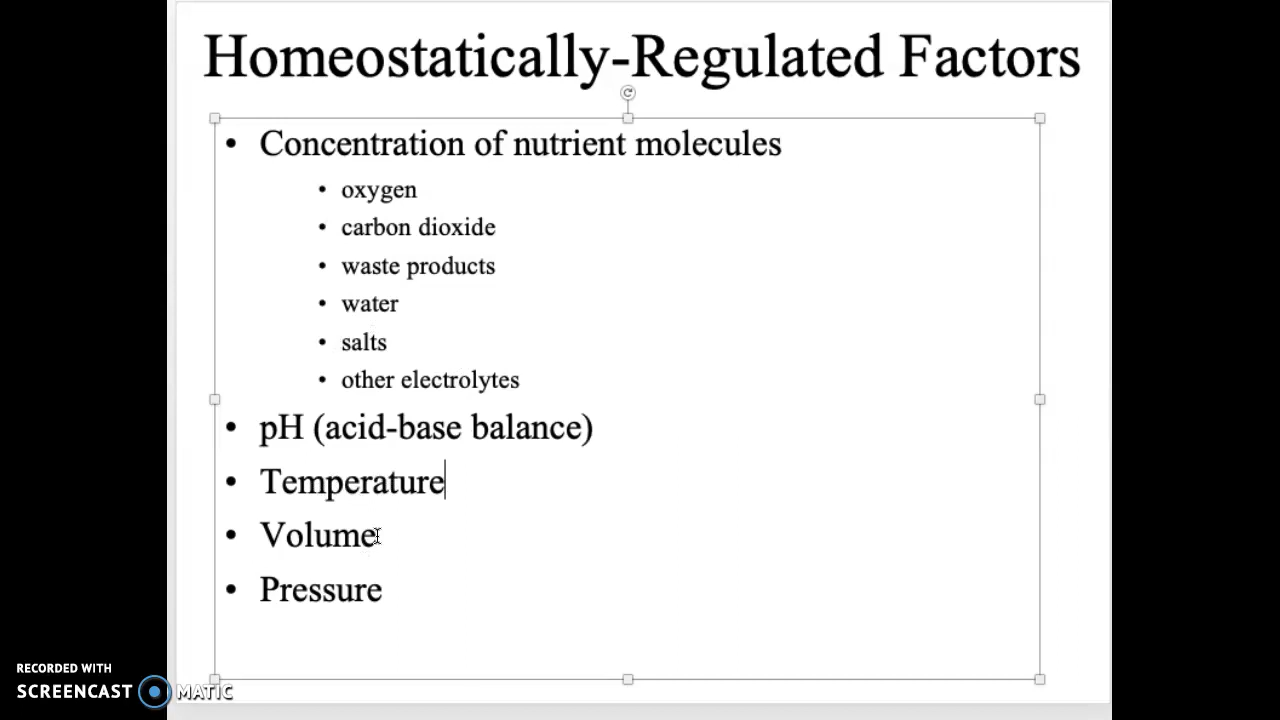 Homeostatically-Regulated Factors
• Concentration of nutrient molecules
• oxygen
• carbon dioxide
• waste products
• water
• salts
• other electrolytes
• pH (acid-base balance)
• Temperature
• Volume
• Pressure
RECORDED WITH
SCREENCAST MATIC